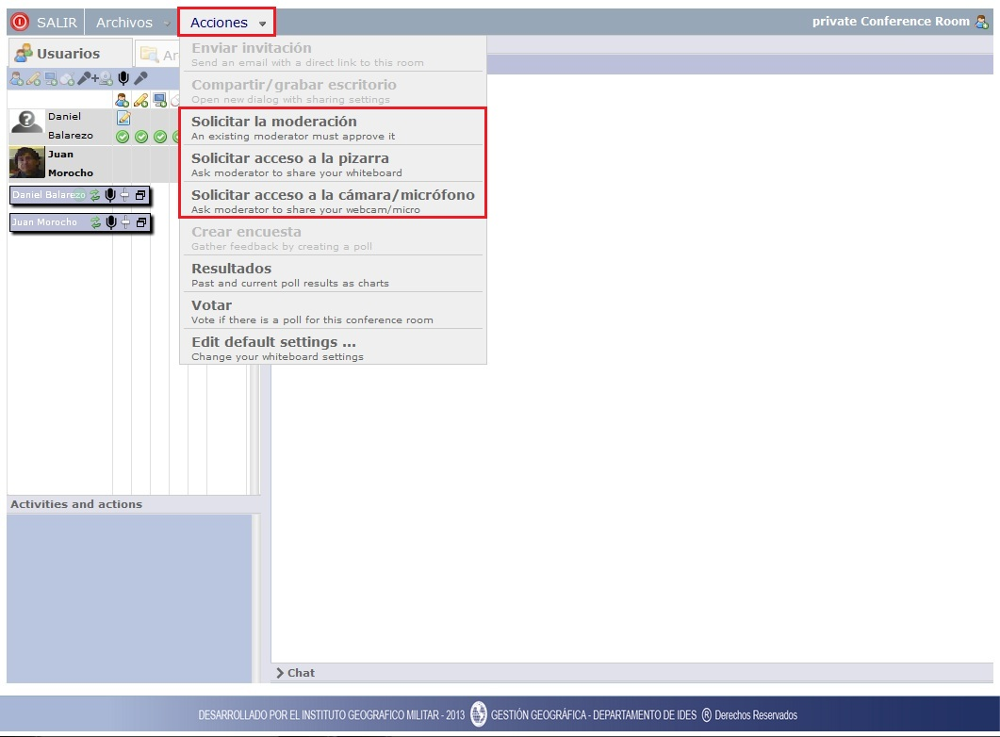 SALIR Archivos Acciones private Conference Room
Usuarios Ar
Enviar invitación
Send an email with a direct link to this room
Compartir/grabar escritorio
Open new dialog with sharing settings
Solicitar la moderación
An existing moderator must approve it
Solicitar acceso a la pizarra
Ask moderator to share your whiteboard
Solicitar acceso a la cámara/micrófono
Ask moderator to share your webcam/micro
Crear encuesta
Gather feedback by creating a poll
Resultados
Past and current poll results as charts
Votar
Vote if there is a poll for this conference room
Edit default settings ...
Change your whiteboard settings
Daniel
Balarezo
Juan
Morocho
Daniel Balarezo
Juan Morocho
Activities and actions
Chat
DESARROLLADO POR EL INSTITUTO GEOGRAFICO MILITAR - 2013 GESTIÓN GEOGRÁFICA - DEPARTAMENTO DE IDES ® Derechos Reservados